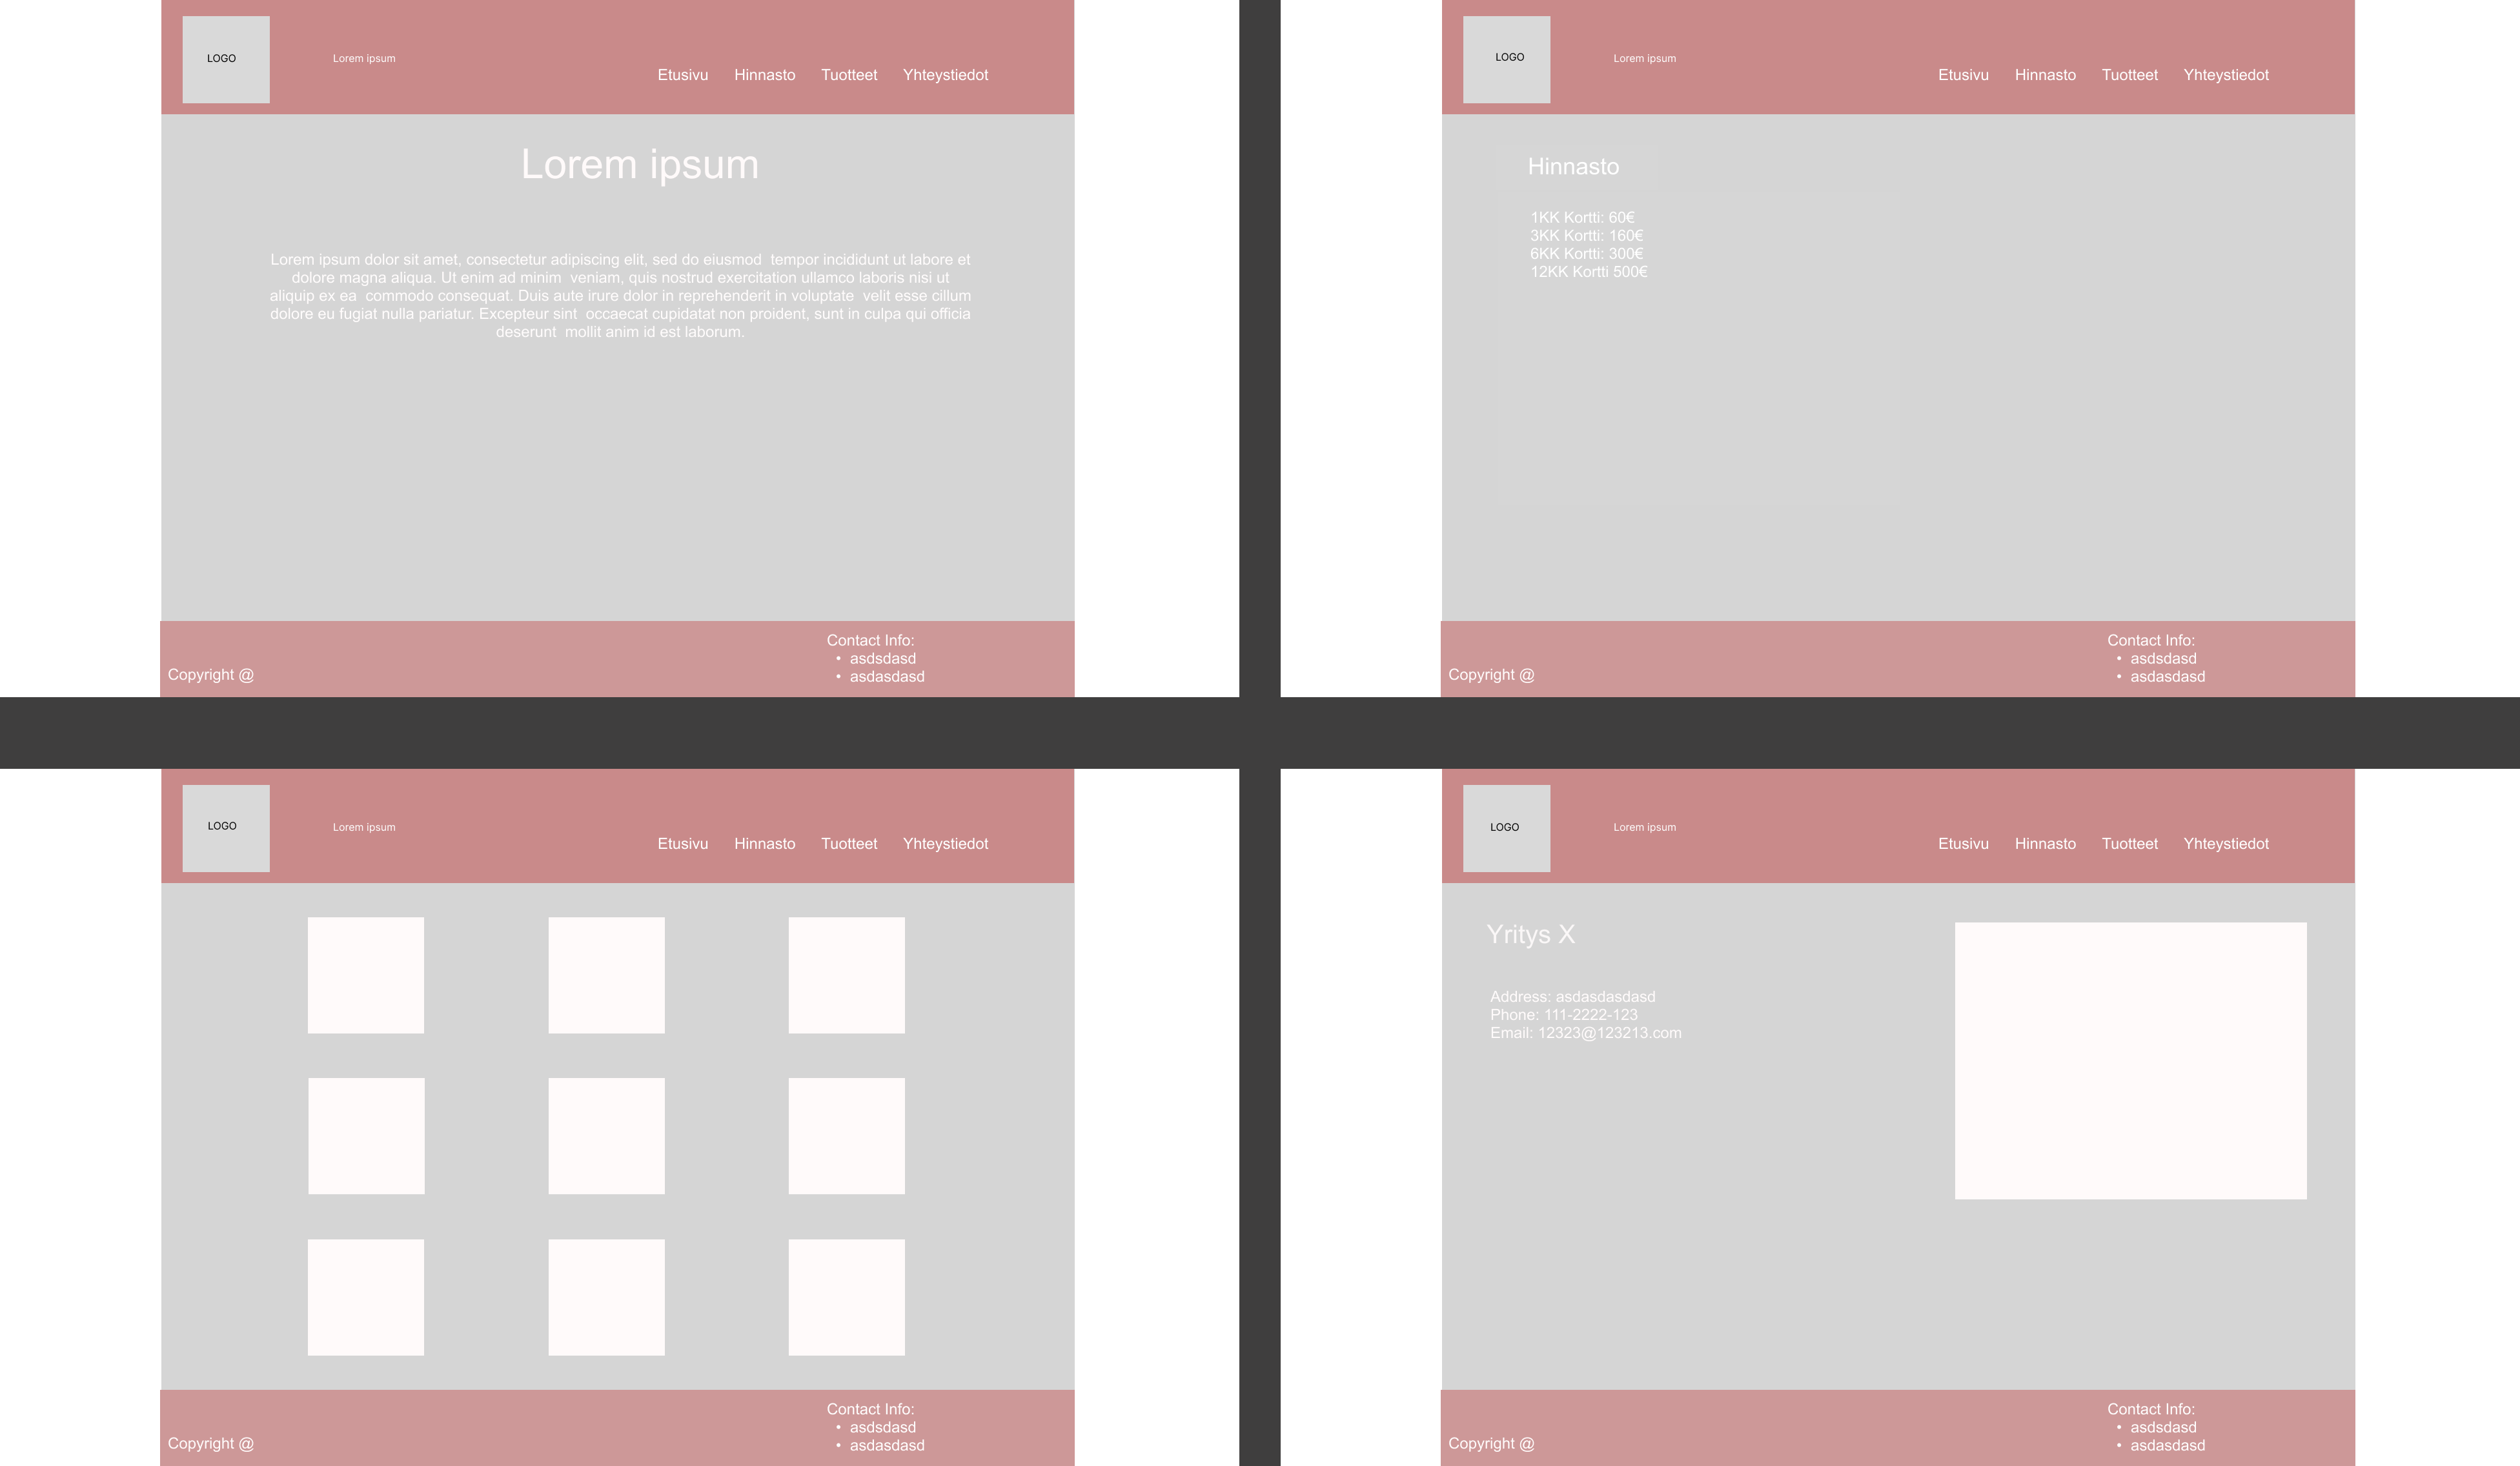 LOGO
Lorem ipsum
Etusivu Hinnasto Tuotteet Yhteystiedot
Lorem ipsum
Lorem ipsum dolor sit amet, consectetur adipiscing elit, sed do eiusmod  tempor incididunt ut labore et
dolore magna aliqua. Ut enim ad minim  veniam, quis nostrud exercitation ullamco laboris nisi ut
aliquip ex ea  commodo consequat. Duis aute irure dolor in reprehenderit in voluptate  velit esse cillum
dolore eu fugiat nulla pariatur. Excepteur sint  occaecat cupidatat non proident, sunt in culpa qui officia
deserunt  mollit anim id est laborum.
Copyright @
Contact Info:
• asdsdasd
• asdasdasd
LOGO
Lorem ipsum
Etusivu Hinnasto Tuotteet Yhteystiedot
Hinnasto
1KK Kortti: 60€
3KK Kortti: 160€
6KK Kortti: 300€
12KK Kortti 500€
Copyright @
Contact Info:
• asdsdasd
• asdasdasd
LOGO
Lorem ipsum
Etusivu Hinnasto Tuotteet Yhteystiedot
Copyright @
Contact Info:
• asdsdasd
• asdasdasd
LOGO
Lorem ipsum
Etusivu Hinnasto Tuotteet Yhteystiedot
Yritys X
Address: asdasdasdasd
Phone: 111-2222-123
Email: 12323@123213.com
Copyright @
Contact Info:
• asdsdasd
• asdasdasd